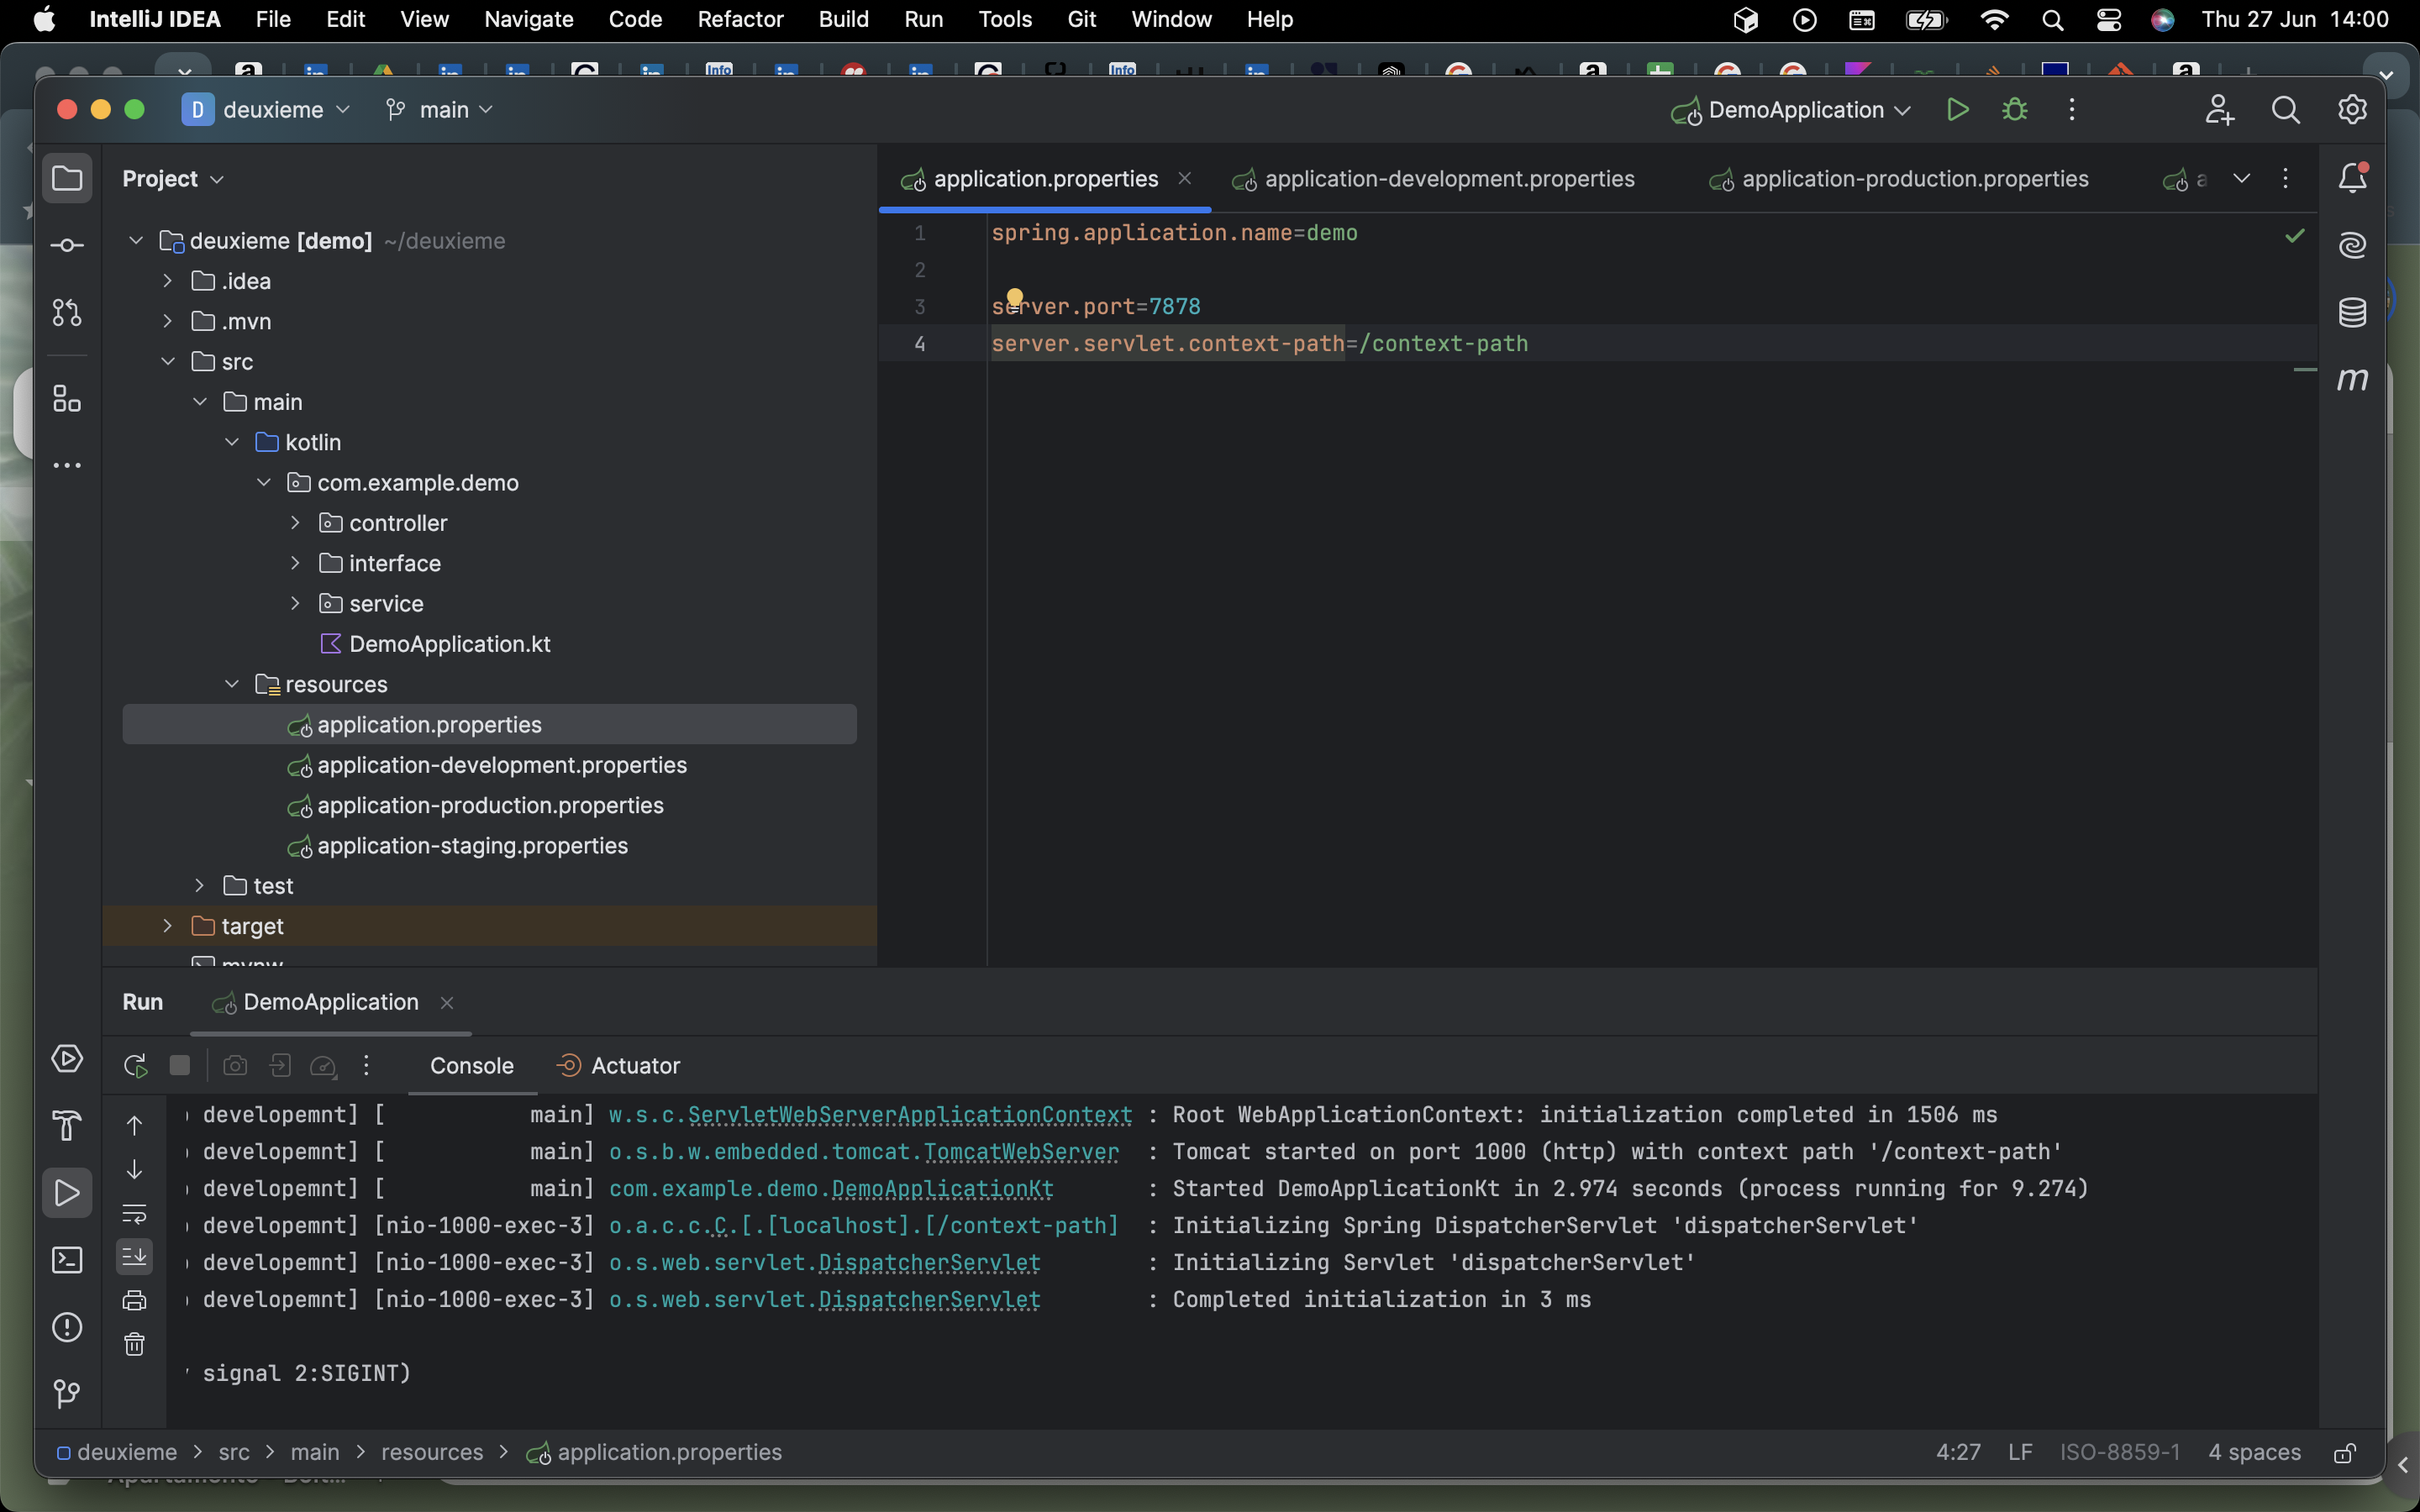 IntelliJ IDEA File Edit View Navigate Code Refactor Build Run Tools Git Window Help Thu 27 Jun 14:00
D deuxieme main DemoApplication
Project
application.properties application-development.properties application-production.properties a
deuxieme [demo] ~/deuxieme
.idea
.mvn
src
main
kotlin
com.example.demo
controller
interface
service
DemoApplication.kt
resources
application.properties
application-development.properties
application-production.properties
application-staging.properties
test
target
mvnw
1 spring.application.name=demo
2
3 server.port=7878
4 server.servlet.context-path=/context-path
m
Run DemoApplication
Console Actuator
developemnt] [ main] w.s.c.ServletWebServerApplicationContext : Root WebApplicationContext: initialization completed in 1506 ms
developemnt] [ main] o.s.b.w.embedded.tomcat.TomcatWebServer : Tomcat started on port 1000 (http) with context path '/context-path'
developemnt] [ main] com.example.demo.DemoApplicationKt : Started DemoApplicationKt in 2.974 seconds (process running for 9.274)
developemnt] [nio-1000-exec-3] o.a.c.c.C.[.[localhost].[/context-path] : Initializing Spring DispatcherServlet 'dispatcherServlet'
developemnt] [nio-1000-exec-3] o.s.web.servlet.DispatcherServlet : Initializing Servlet 'dispatcherServlet'
developemnt] [nio-1000-exec-3] o.s.web.servlet.DispatcherServlet : Completed initialization in 3 ms
signal 2:SIGINT)
deuxieme > src > main > resources > application.properties 4:27 LF ISO-8859-1 4 spaces